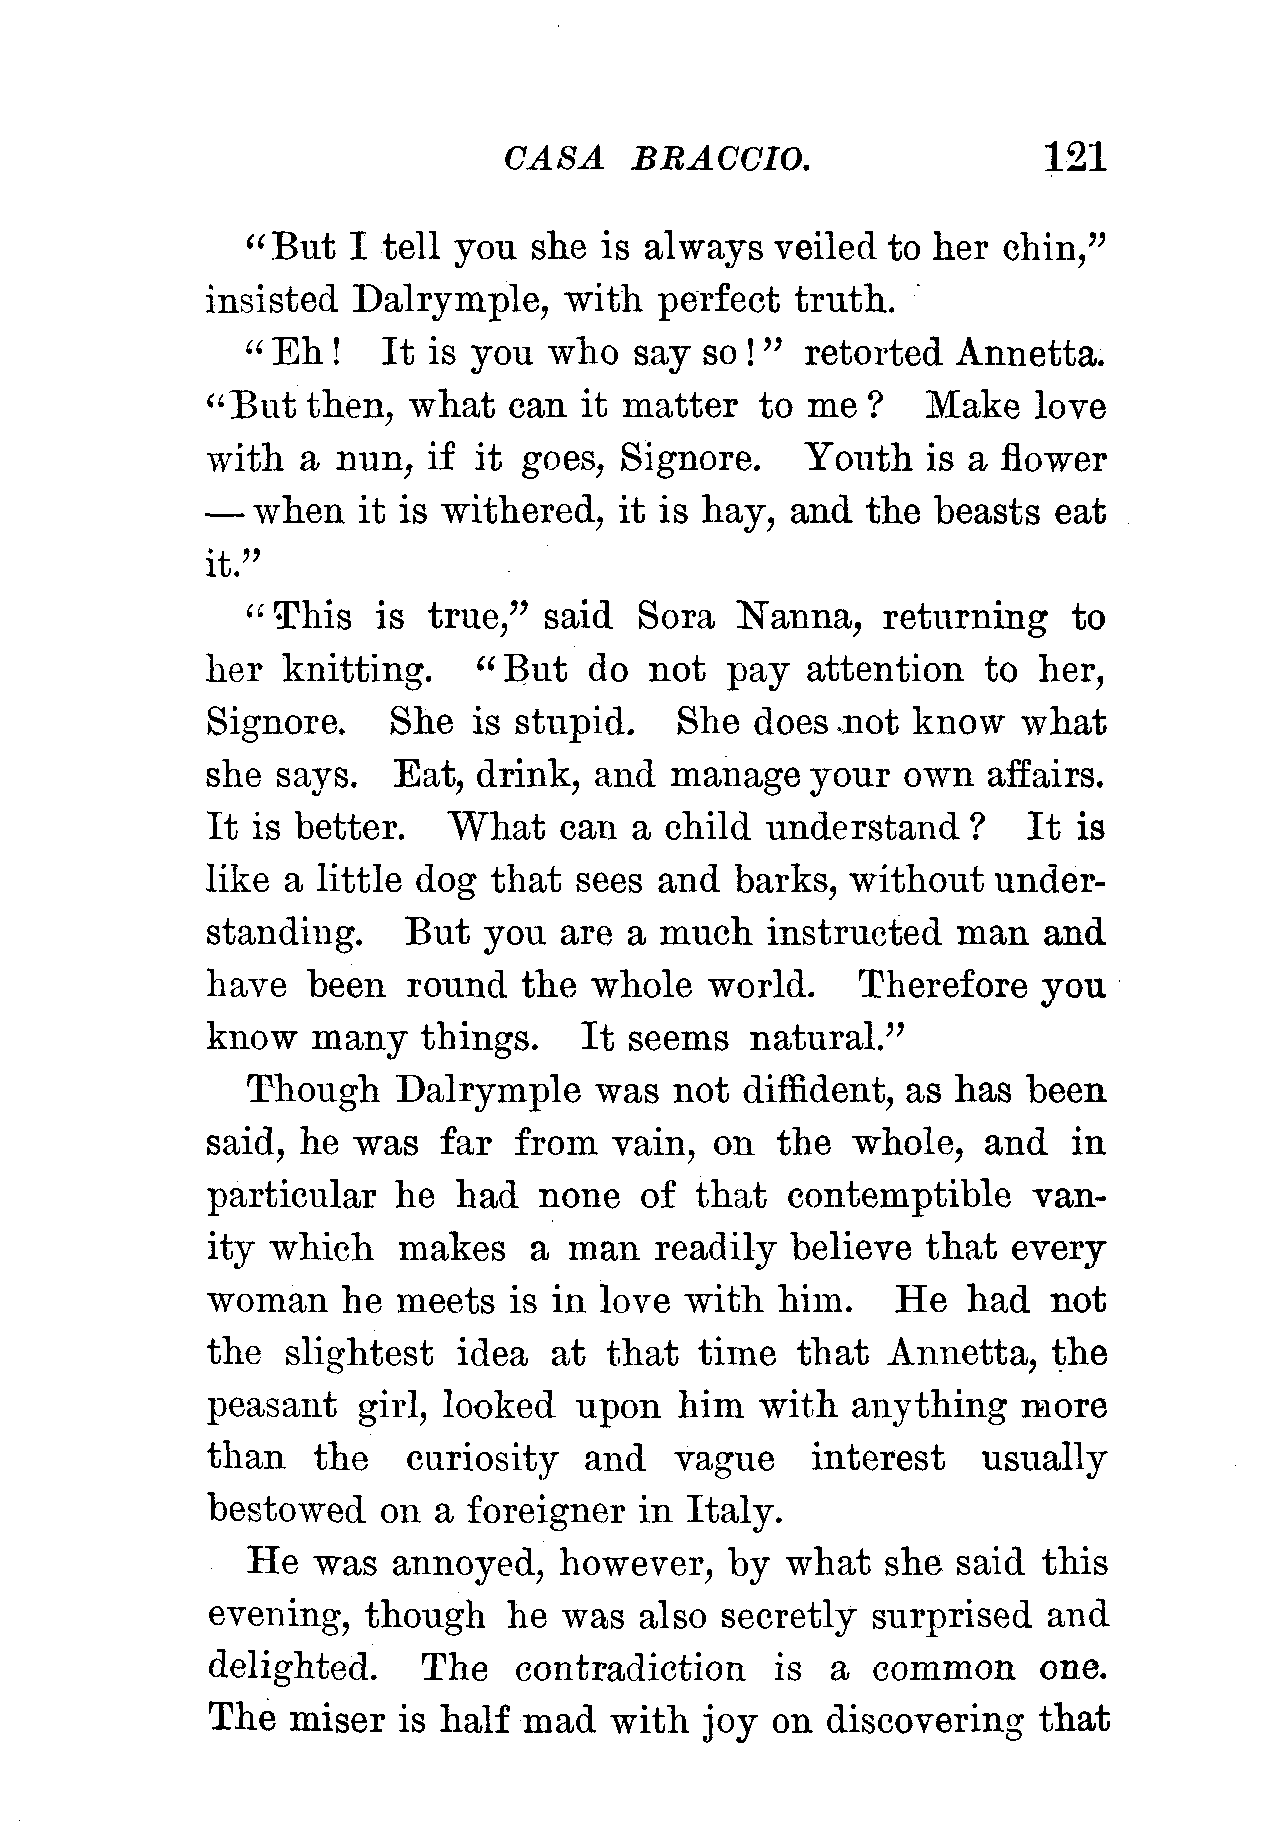 CASA BRACCIO. 121
“But I tell you she is always veiled to her chin,”
insisted Dalrymple, with perfect truth.
“Eh! It is you who say so!” retorted Annetta.
“But then, what can it matter to me? Make love
with a nun, if it goes, Signore. Youth is a flower
— when it is withered, it is hay, and the beasts eat
it.”
“This is true,” said Sora Nanna, returning to
her knitting. “But do not pay attention to her,
Signore. She is stupid. She does not know what
she says. Eat, drink, and manage your own affairs.
It is better. What can a child understand? It is
like a little dog that sees and barks, without under-
standing. But you are a much instructed man and
have been round the whole world. Therefore you
know many things. It seems natural.”
Though Dalrymple was not diffident, as has been
said, he was far from vain, on the whole, and in
particular he had none of that contemptible van-
ity which makes a man readily believe that every
woman he meets is in love with him. He had not
the slightest idea at that time that Annetta, the
peasant girl, looked upon him with anything more
than the curiosity and vague interest usually
bestowed on a foreigner in Italy.
He was annoyed, however, by what she said this
evening, though he was also secretly surprised and
delighted. The contradiction is a common one.
The miser is half mad with joy on discovering that